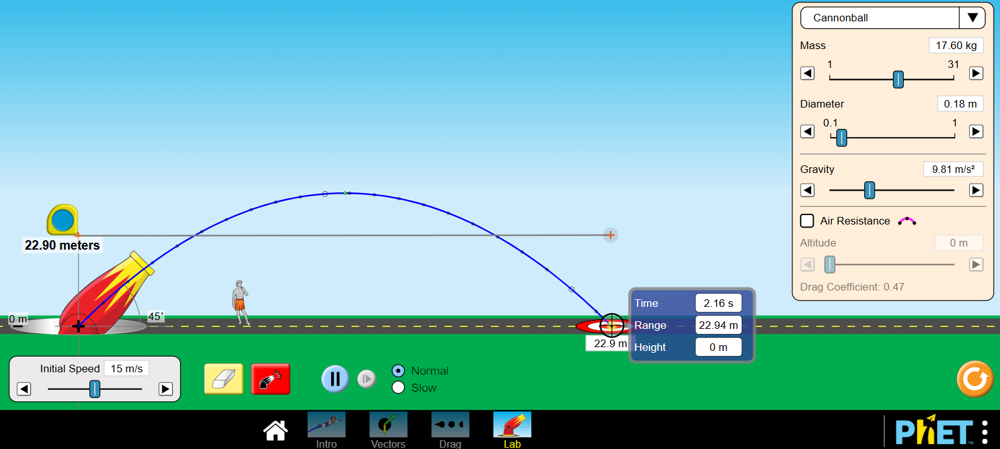 Cannonball
Mass 17.60 kg
1 31
Diameter 0.18 m
0.1 1
Gravity 9.81 m/s²
Air Resistance
Altitude 0 m
Drag Coefficient: 0.47
22.90 meters
0 m
45°
Time 2.16 s
Range 22.94 m
Height 0 m
22.9 m
Initial Speed 15 m/s
Normal
Slow
Intro Vectors Drag Lab
PhET™